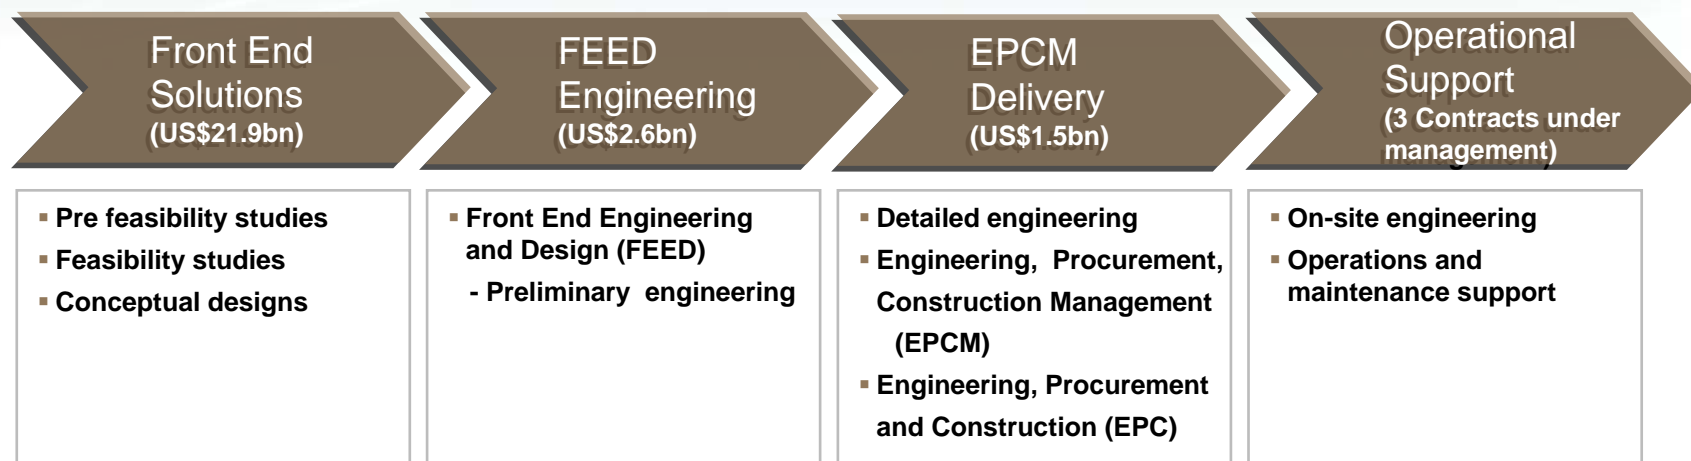 Front End
Solutions
(US$21.9bn)
FEED
Engineering
(US$2.6bn)
EPCM
Delivery
(US$1.5bn)
Operational
Support
(3 Contracts under
management)
▪ Pre feasibility studies
▪ Feasibility studies
▪ Conceptual designs
▪ Front End Engineering
and Design (FEED)
- Preliminary engineering
▪ Detailed engineering
▪ Engineering, Procurement,
Construction Management
(EPCM)
▪ Engineering, Procurement
and Construction (EPC)
▪ On-site engineering
▪ Operations and
maintenance support